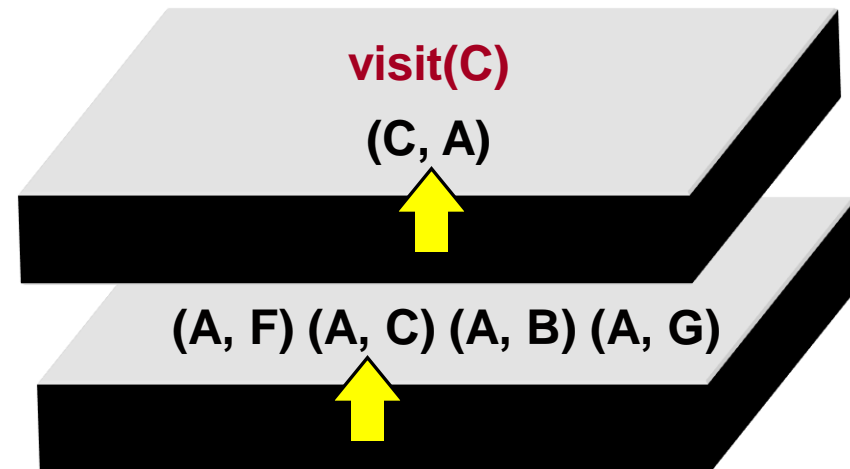 visit(C)
(C, A)
(A, F) (A, C) (A, B) (A, G)